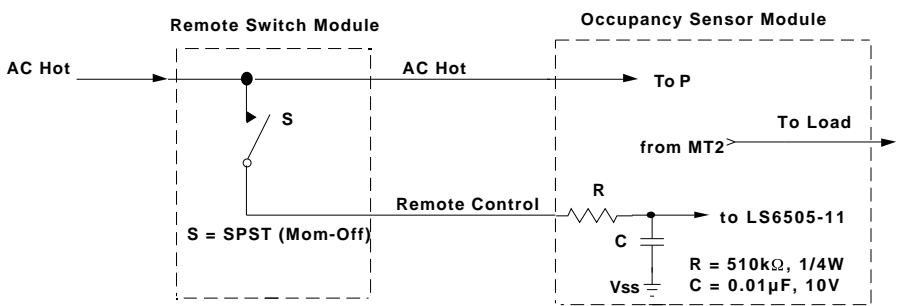 Remote Switch Module
Occupancy Sensor Module
AC Hot
AC Hot
To P
S
To Load
from MT2
Remote Control
R
to LS6505-11
S = SPST (Mom-Off)
C
Vss
R = 510kΩ, 1/4W
C = 0.01µF, 10V